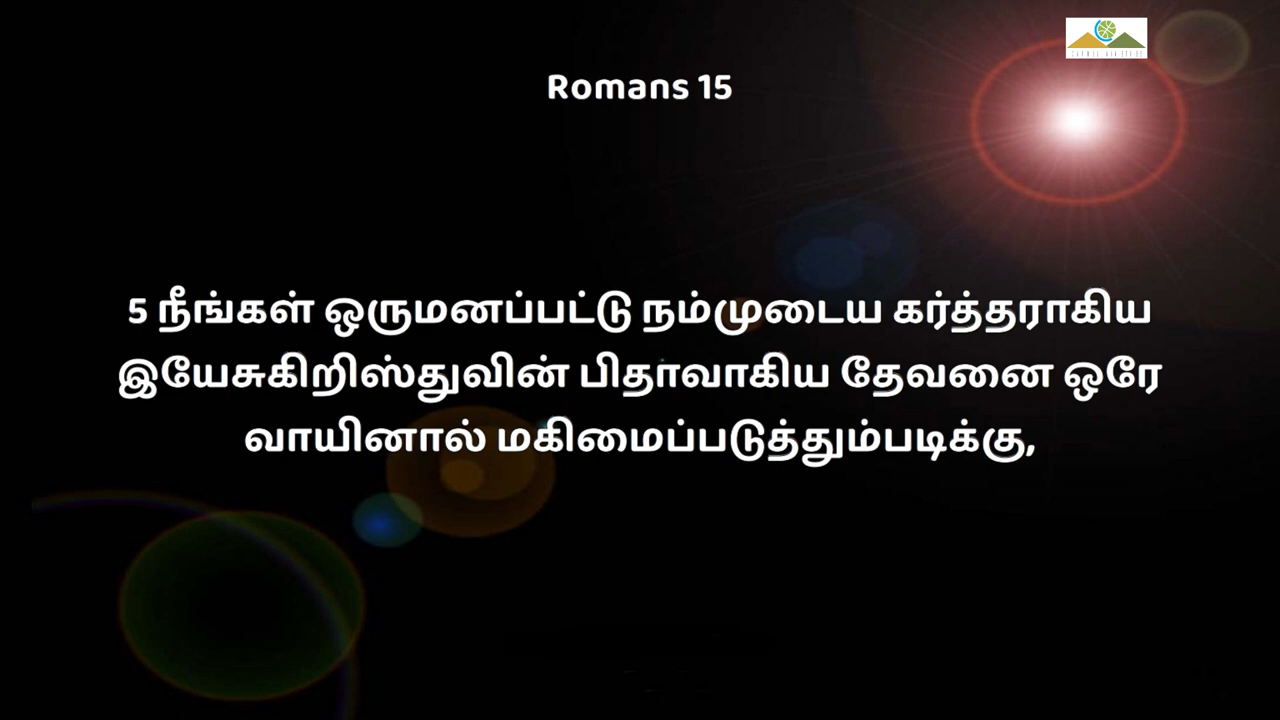 Romans 15
5 நீங்கள் ஒருமனப்பட்டு நம்முடைய கர்த்தராகிய
இயேசுகிறிஸ்துவின் பிதாவாகிய தேவனை ஒரே
வாயினால் மகிமைப்படுத்தும்படிக்கு,